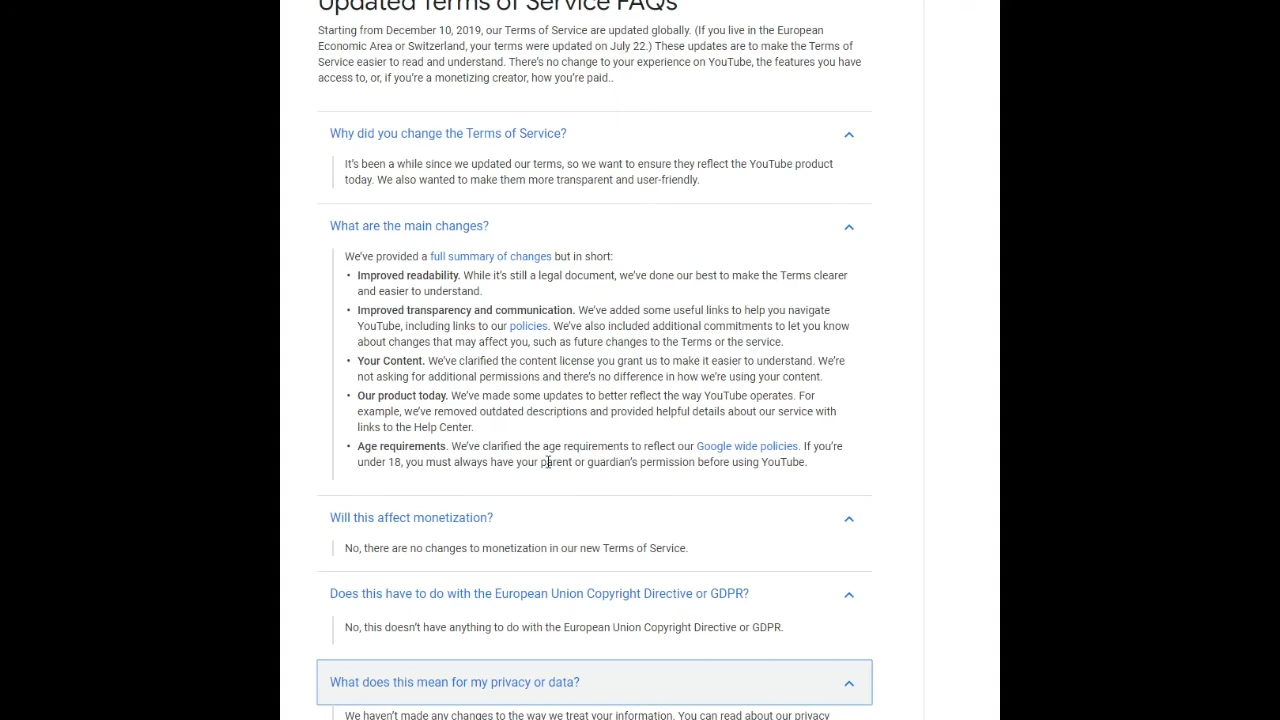 Updated Terms of Service FAQs
Starting from December 10, 2019, our Terms of Service are updated globally. (If you live in the European
Economic Area or Switzerland, your terms were updated on July 22.) These updates are to make the Terms of
Service easier to read and understand. There's no change to your experience on YouTube, the features you have
access to, or, if you're a monetizing creator, how you're paid..
Why did you change the Terms of Service?
It's been a while since we updated our terms, so we want to ensure they reflect the YouTube product
today. We also wanted to make them more transparent and user-friendly.
What are the main changes?
We've provided a full summary of changes but in short:
• Improved readability. While it's still a legal document, we've done our best to make the Terms clearer
and easier to understand.
• Improved transparency and communication. We've added some useful links to help you navigate
YouTube, including links to our policies. We've also included additional commitments to let you know
about changes that may affect you, such as future changes to the Terms or the service.
• Your Content. We've clarified the content license you grant us to make it easier to understand. We're
not asking for additional permissions and there's no difference in how we're using your content.
• Our product today. We've made some updates to better reflect the way YouTube operates. For
example, we've removed outdated descriptions and provided helpful details about our service with
links to the Help Center.
• Age requirements. We've clarified the age requirements to reflect our Google wide policies. If you're
under 18, you must always have your parent or guardian's permission before using YouTube.
Will this affect monetization?
No, there are no changes to monetization in our new Terms of Service.
Does this have to do with the European Union Copyright Directive or GDPR?
No, this doesn't have anything to do with the European Union Copyright Directive or GDPR.
What does this mean for my privacy or data?
We haven't made any changes to the way we treat your information. You can read about our privacy